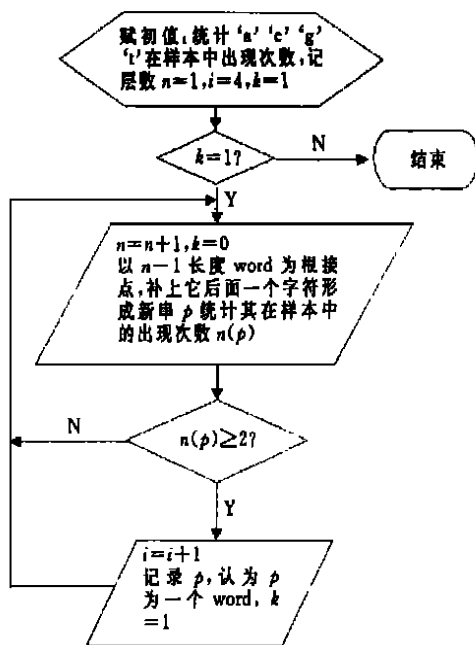 赋初值:统计‘a’‘c’‘g’
‘t’在样本中出现次数,记
层数 n=1,i=4,k=1
k=1?
N
结束
Y
n=n+1,k=0
以 n-1 长度 word 为根接
点,补上它后面一个字符形
成新串 p 统计其在样本中
的出现次数 n(p)
N
n(p)≥2?
Y
i=i+1
记录 p,认为 p
为一个 word, k
=1